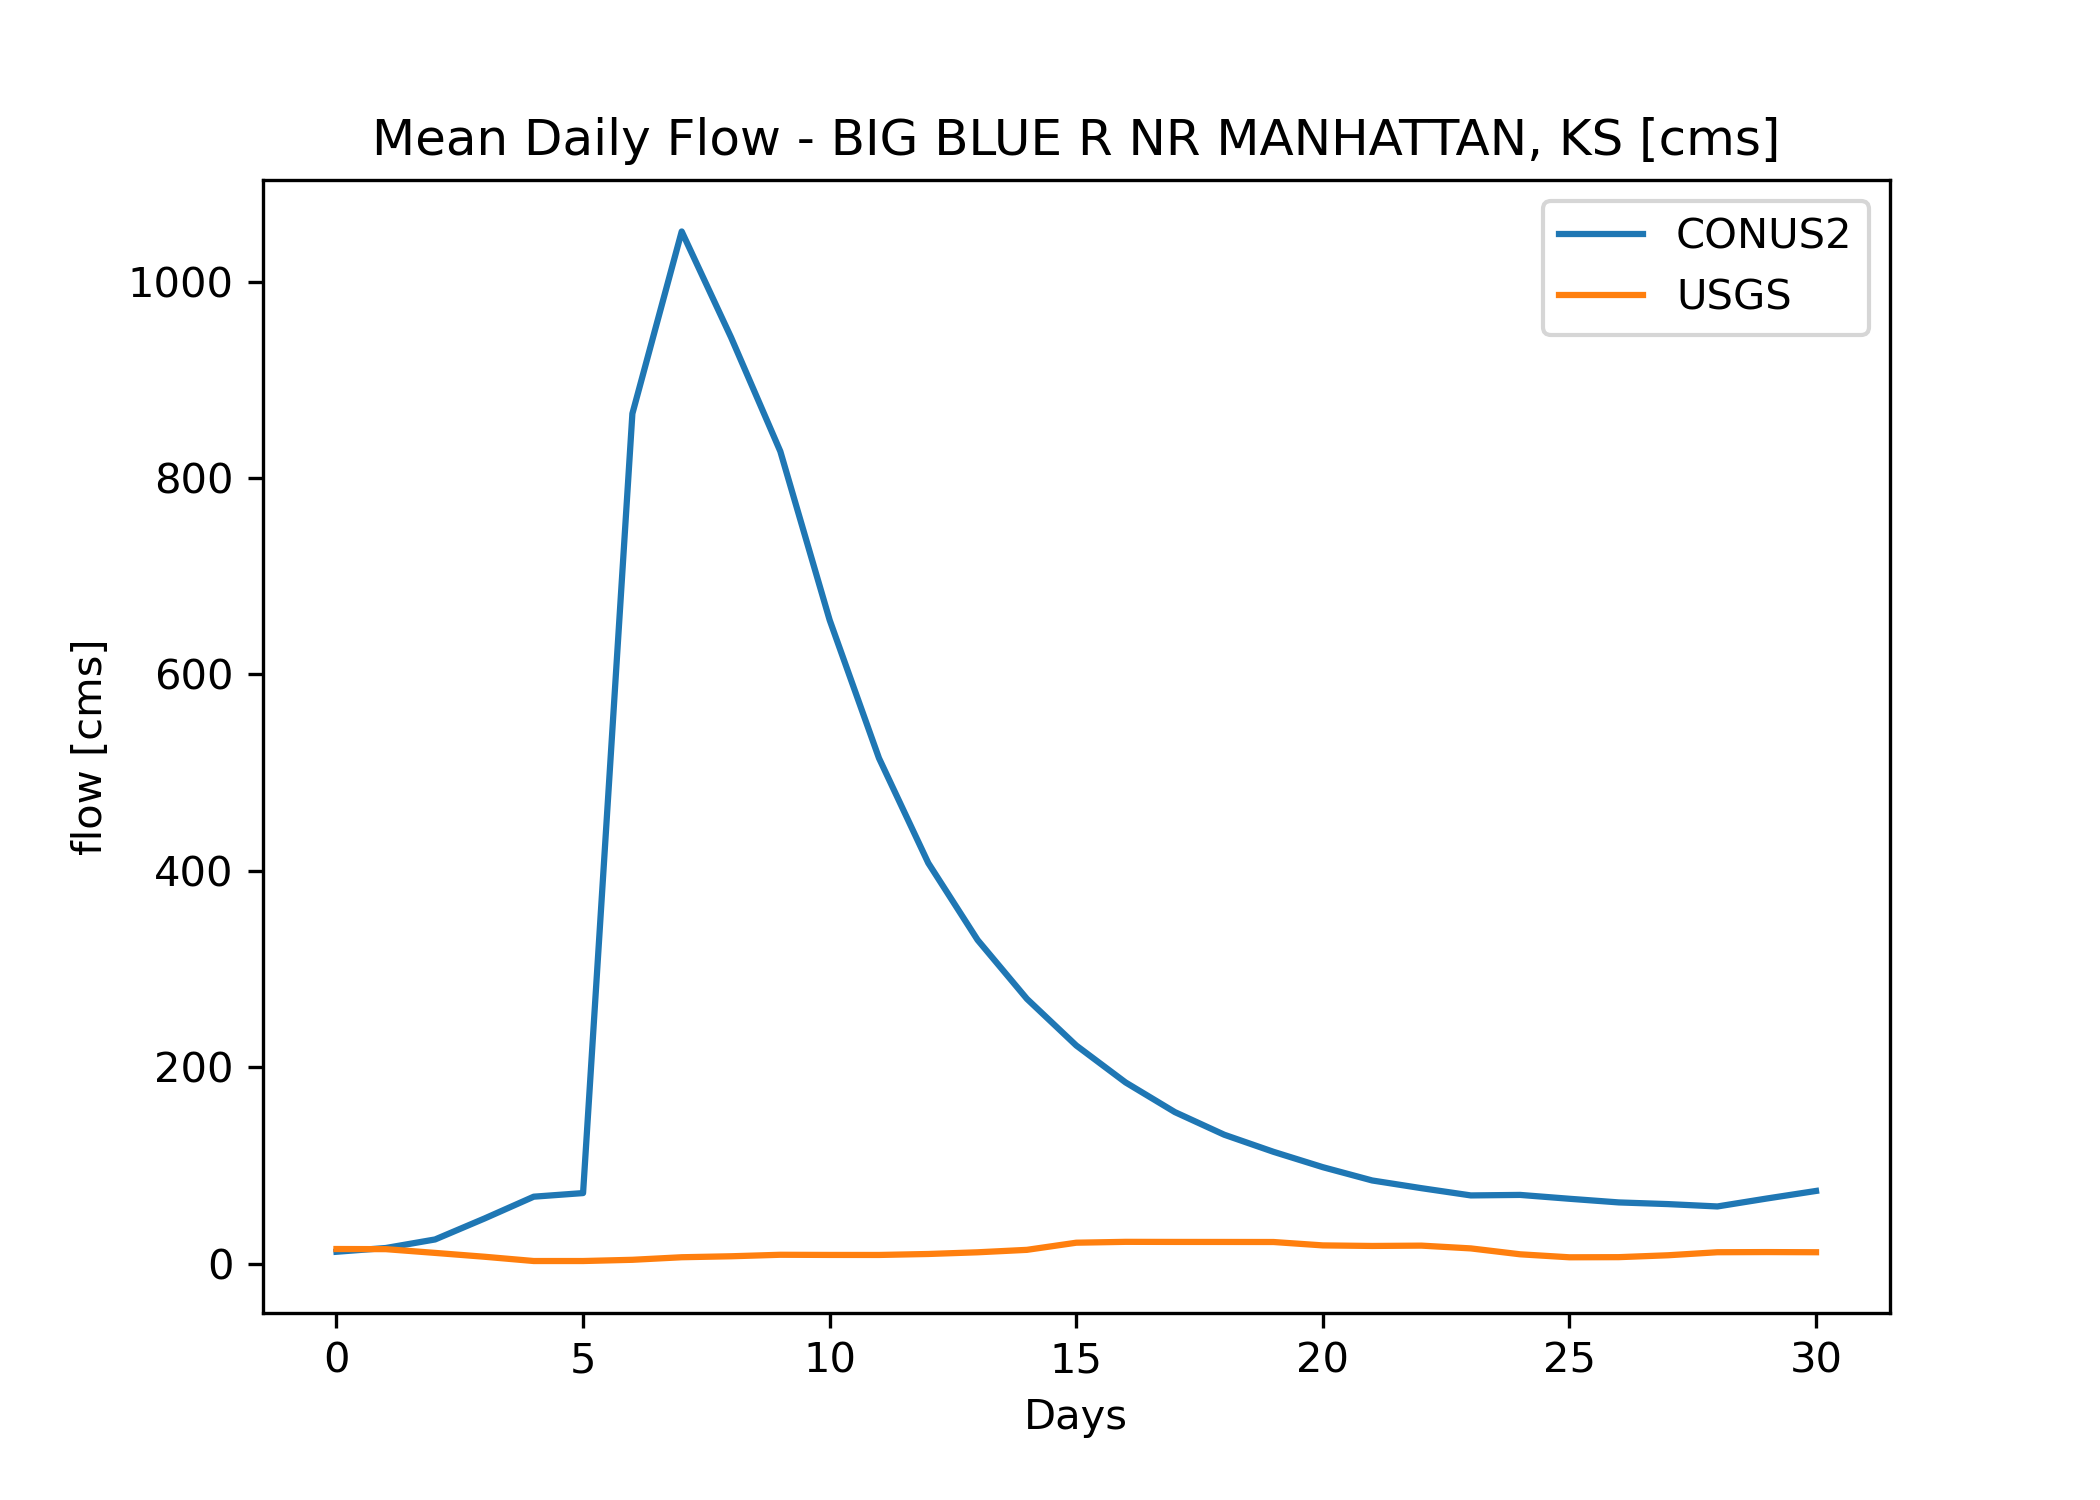 Mean Daily Flow - BIG BLUE R NR MANHATTAN, KS [cms]
CONUS2
USGS
1000
800
600
400
200
0
flow [cms]
0 5 10 15 20 25 30
Days